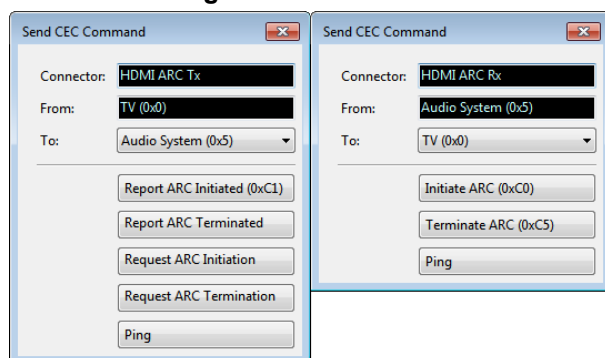 Send CEC Command
Connector: HDMI ARC Tx
From: TV (0x0)
To: Audio System (0x5)
Report ARC Initiated (0xC1)
Report ARC Terminated
Request ARC Initiation
Request ARC Termination
Ping
Send CEC Command
Connector: HDMI ARC Rx
From: Audio System (0x5)
To: TV (0x0)
Initiate ARC (0xC0)
Terminate ARC (0xC5)
Ping